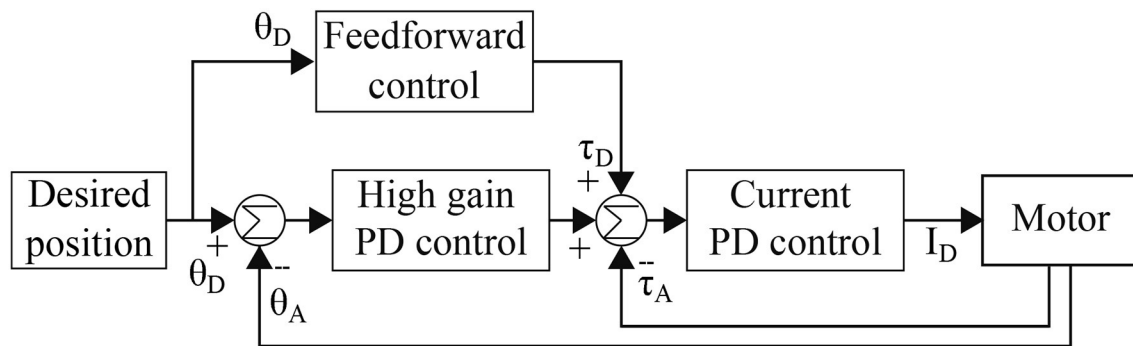 θD
Feedforward
control
τD
+
Desired
position
+
θD
Σ
--
θA
High gain
PD control
+
Σ
--
τA
Current
PD control
ID
Motor